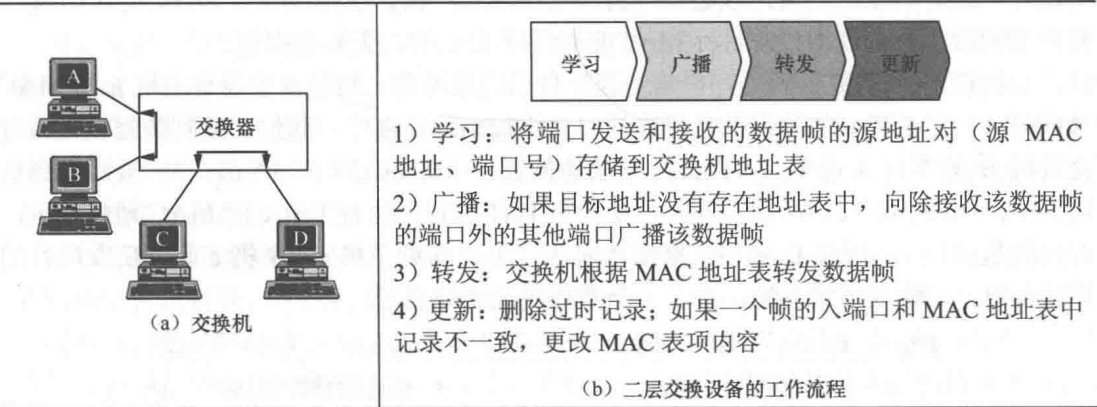 A
B
交换器
C
D
（a）交换机
学习
广播
转发
更新
1）学习：将端口发送和接收的数据帧的源地址对（源 MAC
地址、端口号）存储到交换机地址表
2）广播：如果目标地址没有存在地址表中，向除接收该数据帧
的端口外的其他端口广播该数据帧
3）转发：交换机根据 MAC 地址表转发数据帧
4）更新：删除过时记录；如果一个帧的入端口和 MAC 地址表中
记录不一致，更改 MAC 表项内容
（b）二层交换设备的工作流程